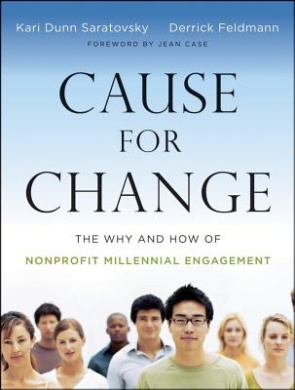 Kari Dunn Saratovsky Derrick Feldmann
FOREWORD BY JEAN CASE
CAUSE
FOR
CHANGE
THE WHY AND HOW OF
NONPROFIT MILLENNIAL ENGAGEMENT